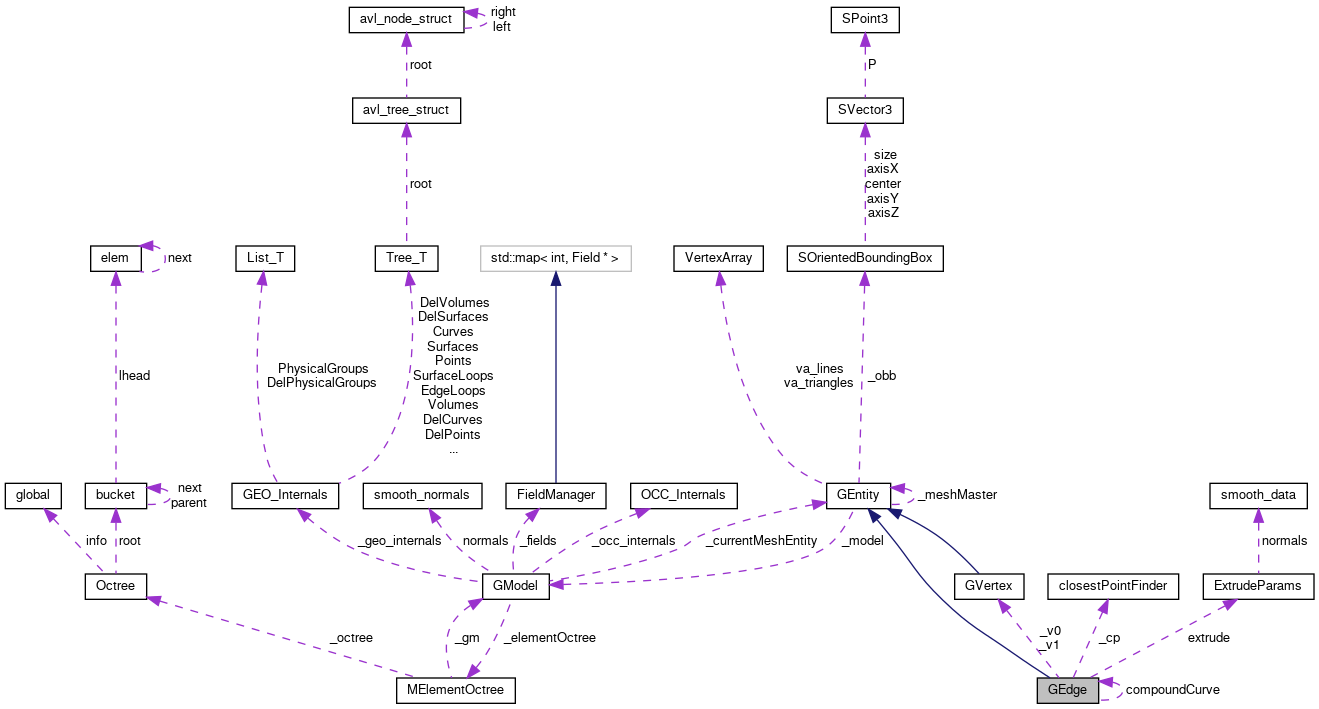 avl_node_struct
right
left
SPoint3
root
P
avl_tree_struct
SVector3
root
size
axisX
center
axisY
axisZ
elem
next
List_T
Tree_T
std::map< int, Field * >
VertexArray
SOrientedBoundingBox
lhead
PhysicalGroups
DelPhysicalGroups
DelVolumes
DelSurfaces
Curves
Surfaces
Points
SurfaceLoops
EdgeLoops
Volumes
DelCurves
DelPoints
...
va_lines
va_triangles
_obb
global
bucket
next
parent
GEO_Internals
smooth_normals
FieldManager
OCC_Internals
GEntity
_meshMaster
smooth_data
info
root
_geo_internals
normals
_fields
_occ_internals
_currentMeshEntity
_model
normals
Octree
GModel
GVertex
closestPointFinder
ExtrudeParams
_octree
_gm
_elementOctree
_v0
_v1
_cp
extrude
MElementOctree
GEdge
compoundCurve